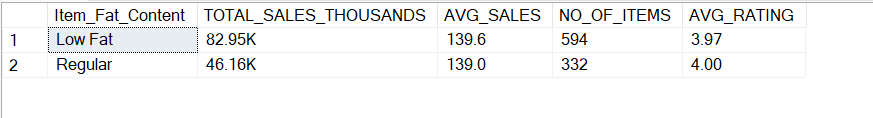 Item_Fat_Content TOTAL_SALES_THOUSANDS AVG_SALES NO_OF_ITEMS AVG_RATING
1 Low Fat 82.95K 139.6 594 3.97
2 Regular 46.16K 139.0 332 4.00